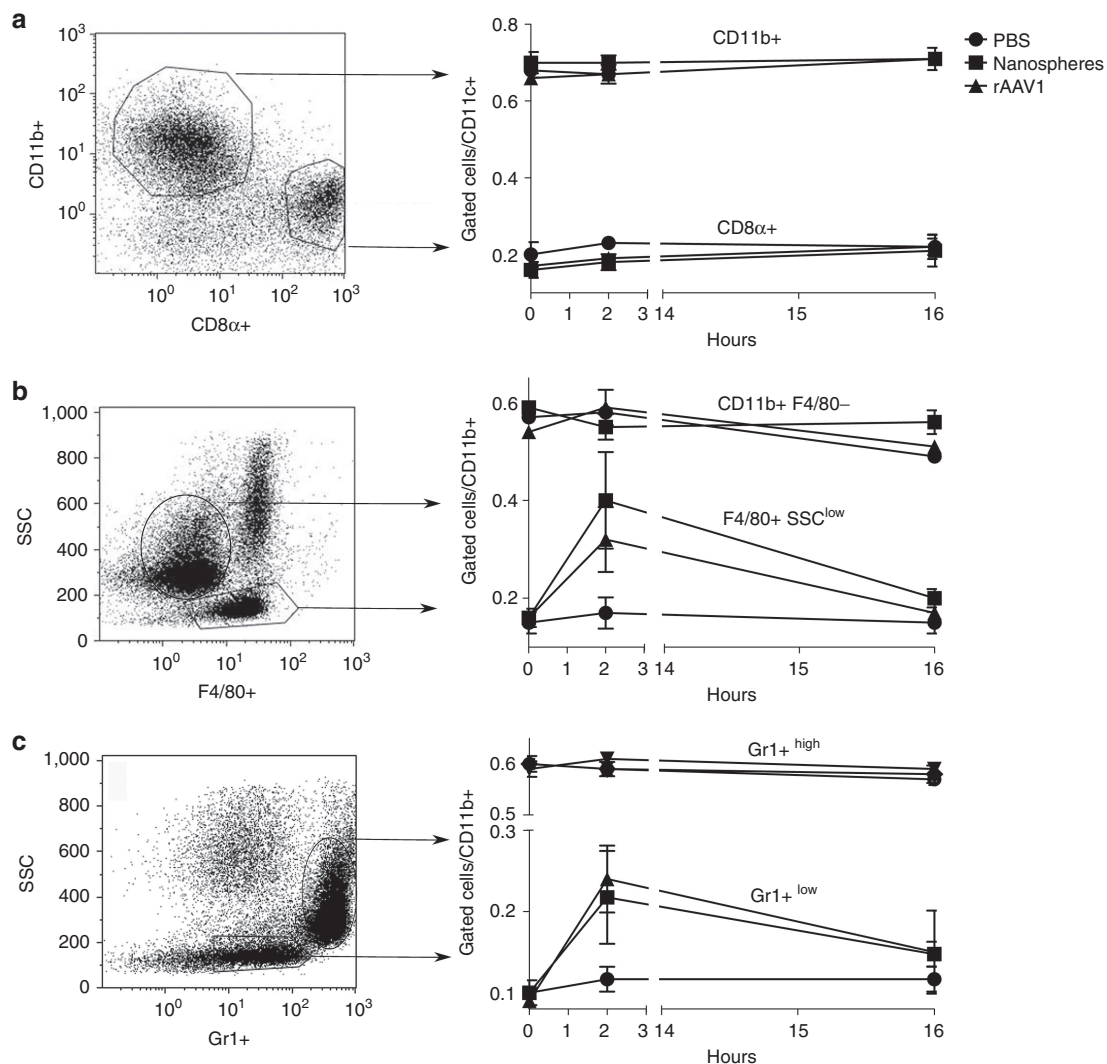 a
10³
10²
10¹
10⁰
CD11b+
10⁰ 10¹ 10² 10³
CD8α+
0.8
0.6
0.4
0.2
Gated cells/CD11c+
CD11b+
CD8α+
0 1 2 3 14 15 16
Hours
PBS
Nanospheres
rAAV1
b
1,000
800
600
400
200
0
SSC
10⁰ 10¹ 10² 10³
F4/80+
0.6
0.4
0.2
Gated cells/CD11b+
CD11b+ F4/80−
F4/80+ SSC^low
0 1 2 3 14 15 16
Hours
c
1,000
800
600
400
200
0
SSC
10⁰ 10¹ 10² 10³
Gr1+
0.6
0.5
0.3
0.2
0.1
Gated cells/CD11b+
Gr1+ high
Gr1+ low
0 1 2 3 14 15 16
Hours